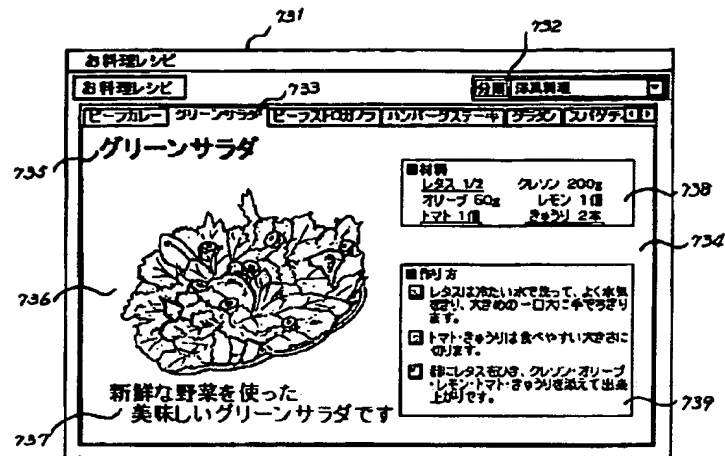 731
お料理レシピ
732
お料理レシピ 分類 洋風料理
733
ビーフカレー グリーンサラダ ビーフストロガノフ ハンバーグステーキ グラタン スパゲティ
735
グリーンサラダ
■材料
レタス 1/2 クレソン 200g
オリーブ 60g レモン 1個
トマト 1個 きゅうり 2本
738
734
736
■作り方
レタスは冷たい水で洗って、よく水気
をきり、大きめの一口大に手でちぎり
ます。
トマト・きゅうりは食べやすい大きさに
切ります。
器にレタスをひき、クレソン・オリーブ
・レモン・トマト・きゅうりを添えて出来
上がりです。
739
新鮮な野菜を使った
美味しいグリーンサラダです
737